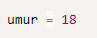 umur = 18